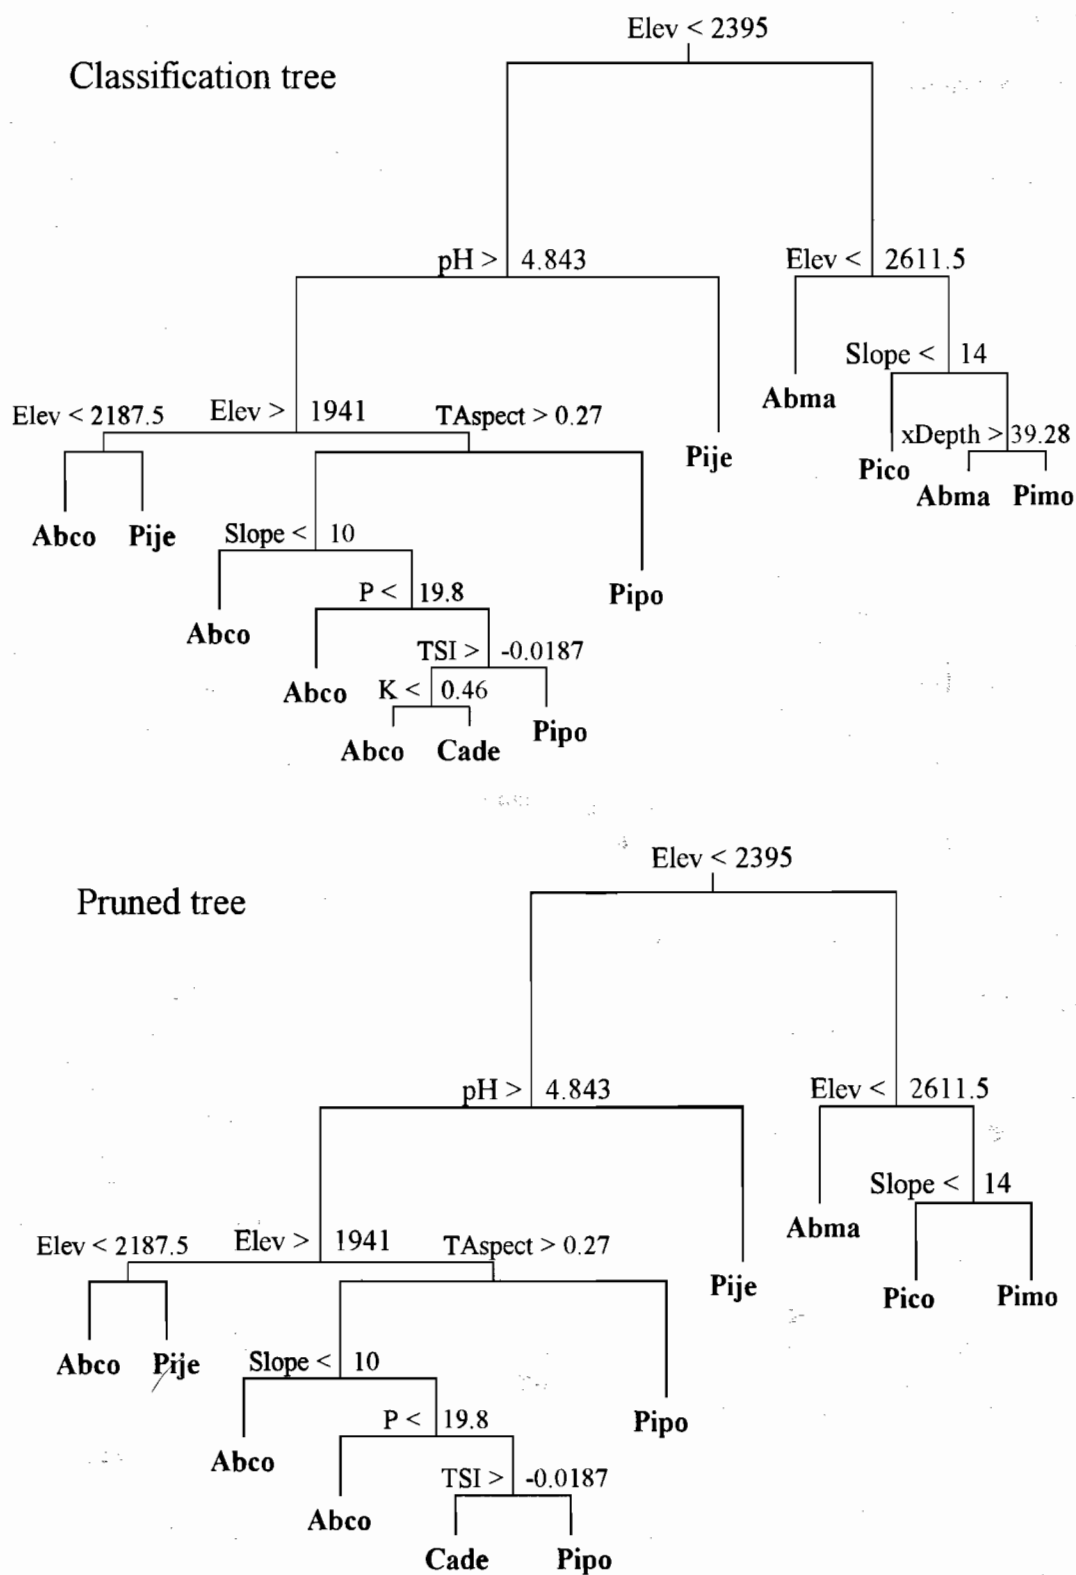 Elev < 2395
Classification tree
pH > 4.843
Elev < 2611.5
Slope < 14
Abma
Elev < 2187.5 Elev > 1941 TAspect > 0.27
xDepth > 39.28
Pije
Pico
Abma Pimo
Abco Pije
Slope < 10
P < 19.8
Pipo
Abco
TSI > -0.0187
Abco
K < 0.46
Pipo
Abco Cade
Elev < 2395
Pruned tree
pH > 4.843
Elev < 2611.5
Slope < 14
Abma
Elev < 2187.5 Elev > 1941 TAspect > 0.27
Pije
Pico Pimo
Abco Pije
Slope < 10
P < 19.8
Pipo
Abco
TSI > -0.0187
Abco
Cade Pipo